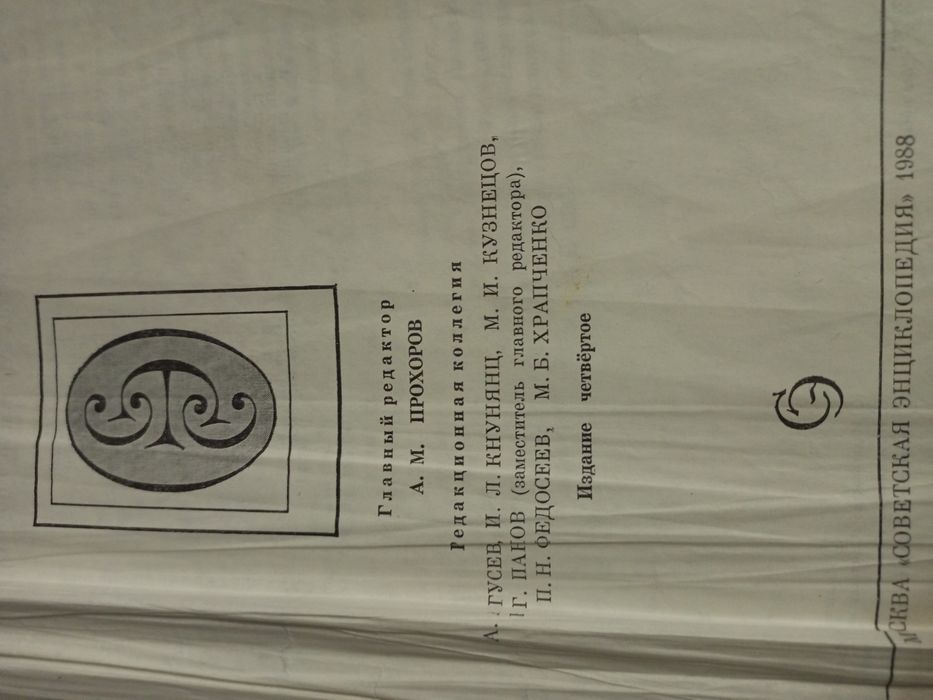 Главный редактор
А. М. ПРОХОРОВ
Редакционная коллегия
А. ГУСЕВ, И. Л. КНУНЯНЦ, М. И. КУЗНЕЦОВ,
Г. ПАНОВ (заместитель главного редактора),
П. Н. ФЕДОСЕЕВ, М. Б. ХРАПЧЕНКО
Издание четвёртое
МОСКВА «СОВЕТСКАЯ ЭНЦИКЛОПЕДИЯ» 1988